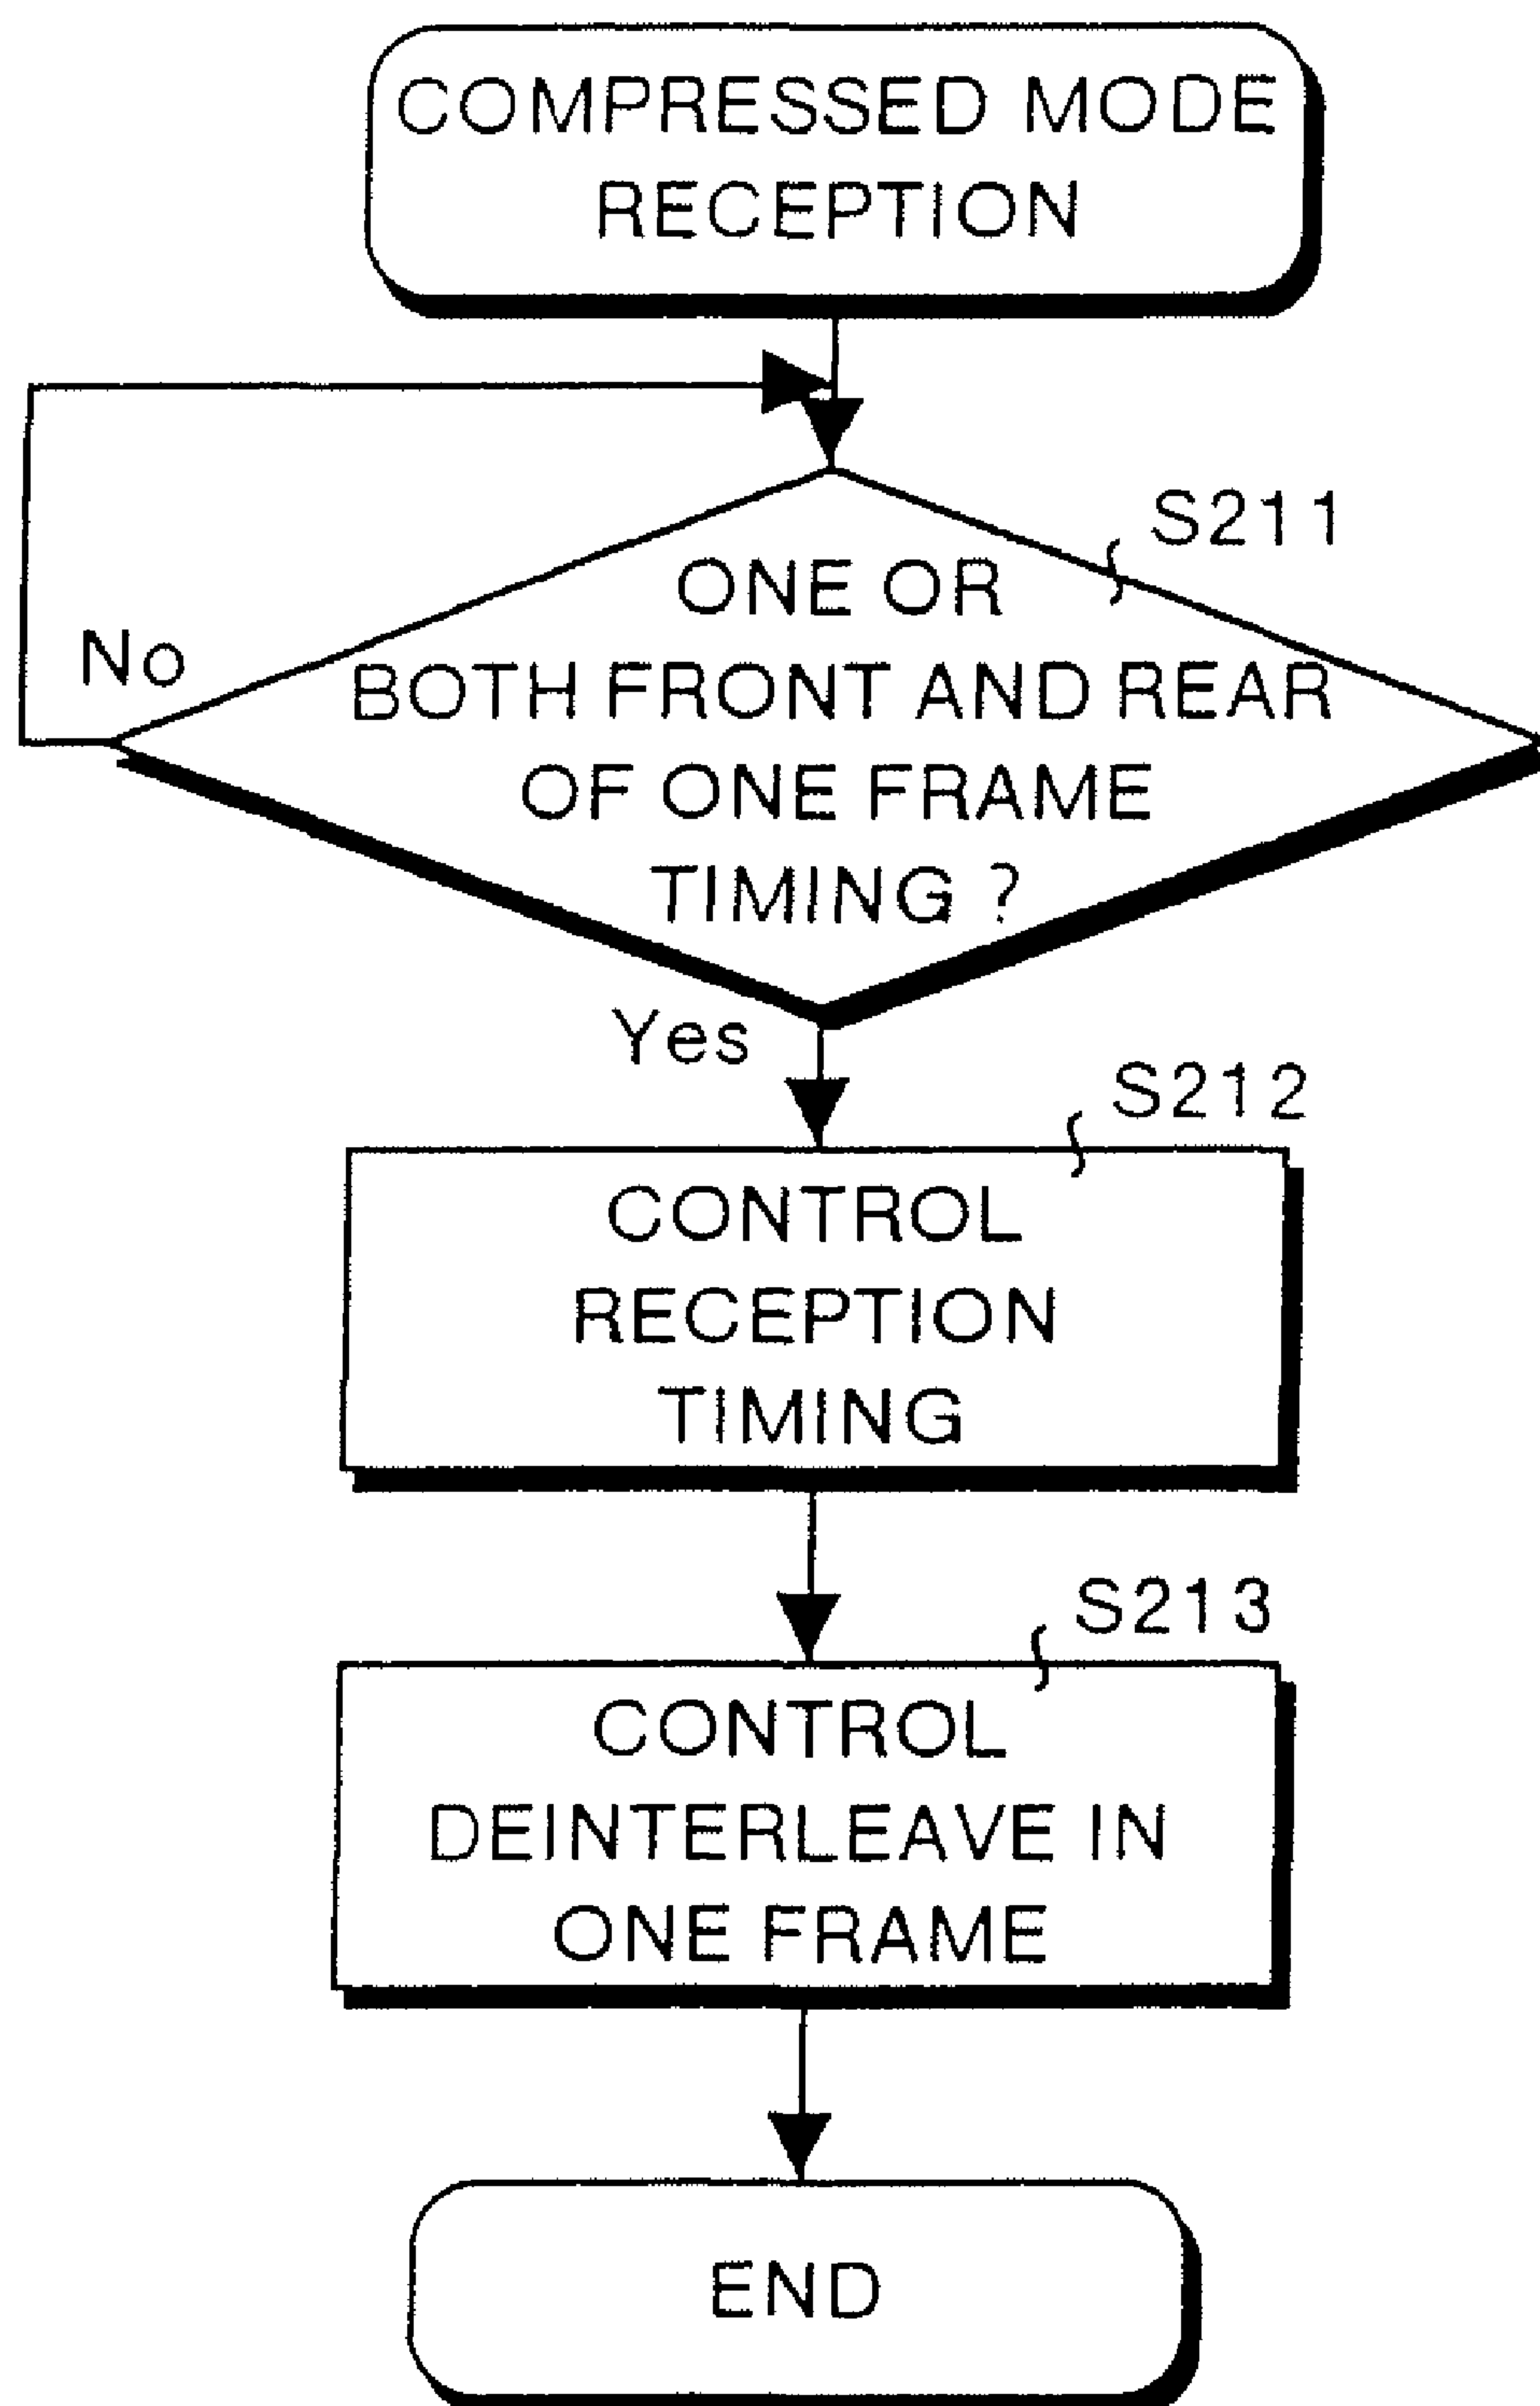 COMPRESSED MODE
RECEPTION
S211
ONE OR
BOTH FRONT AND REAR
OF ONE FRAME
TIMING ?
No
Yes
S212
CONTROL
RECEPTION
TIMING
S213
CONTROL
DEINTERLEAVE IN
ONE FRAME
END